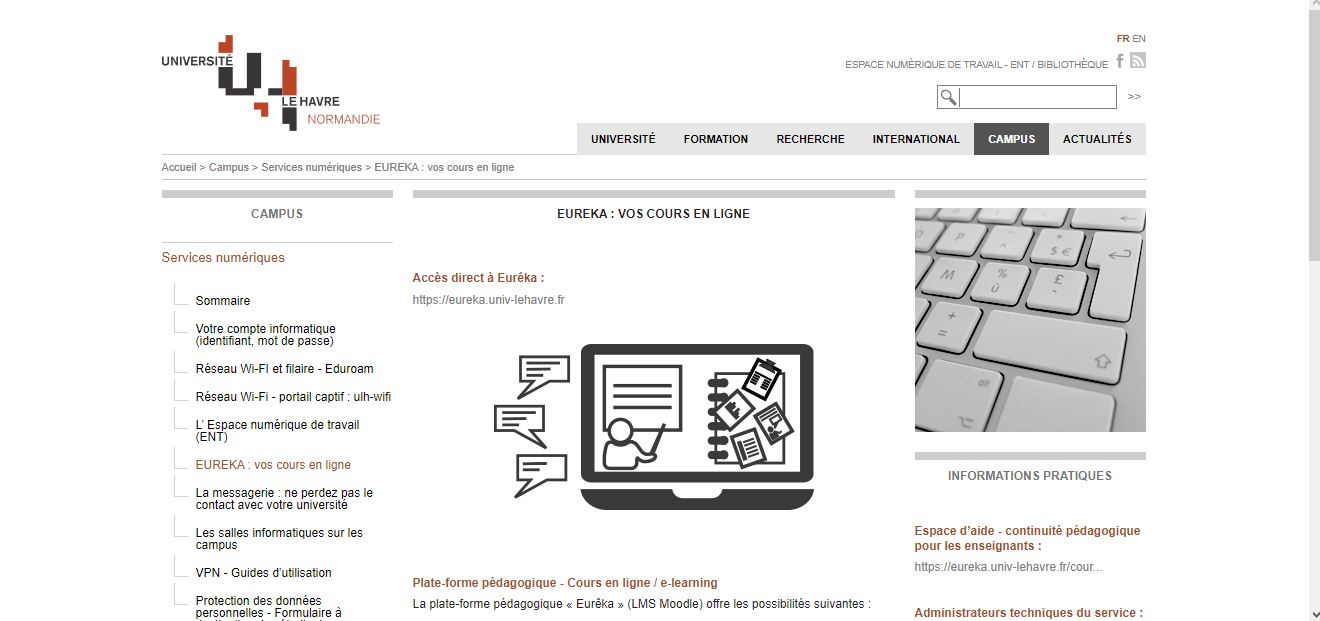 UNIVERSITÉ
LE HAVRE
NORMANDIE
FR EN
ESPACE NUMÉRIQUE DE TRAVAIL - ENT / BIBLIOTHÈQUE
>>
UNIVERSITÉ FORMATION RECHERCHE INTERNATIONAL CAMPUS ACTUALITÉS
Accueil > Campus > Services numériques > EUREKA : vos cours en ligne
CAMPUS
Services numériques
Sommaire
Votre compte informatique
(identifiant, mot de passe)
Réseau Wi-FI et filaire - Eduroam
Réseau Wi-Fi - portail captif : ulh-wifi
L' Espace numérique de travail
(ENT)
EUREKA : vos cours en ligne
La messagerie : ne perdez pas le
contact avec votre université
Les salles informatiques sur les
campus
VPN - Guides d'utilisation
Protection des données
personnelles - Formulaire à
EUREKA : VOS COURS EN LIGNE
Accès direct à Eurêka :
https://eureka.univ-lehavre.fr
Plate-forme pédagogique - Cours en ligne / e-learning
La plate-forme pédagogique « Eurêka » (LMS Moodle) offre les possibilités suivantes :
P
^
$ €
M
%
ù
£
+
=
alt
INFORMATIONS PRATIQUES
Espace d'aide - continuité pédagogique
pour les enseignants :
https://eureka.univ-lehavre.fr/cour...
Administrateurs techniques du service :